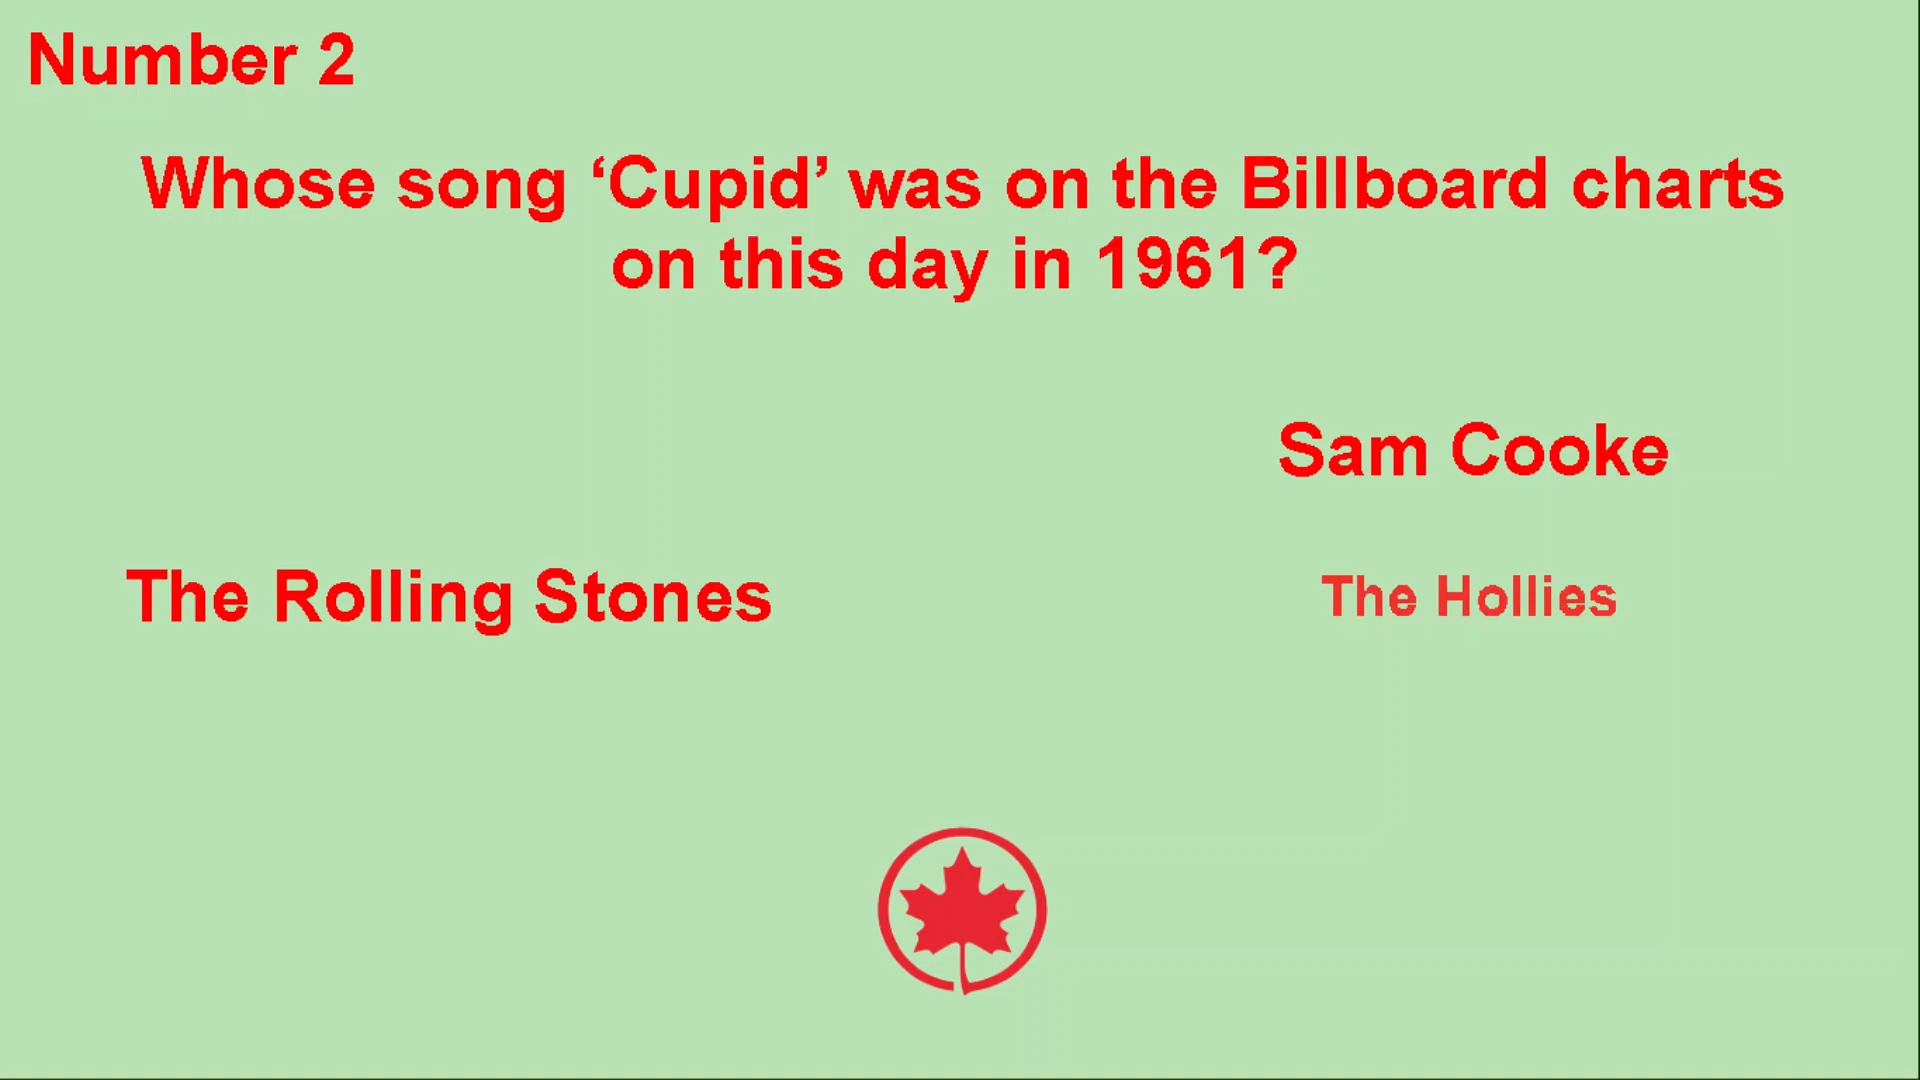 Number 2
Whose song ‘Cupid’ was on the Billboard charts
on this day in 1961?
Sam Cooke
The Rolling Stones
The Hollies